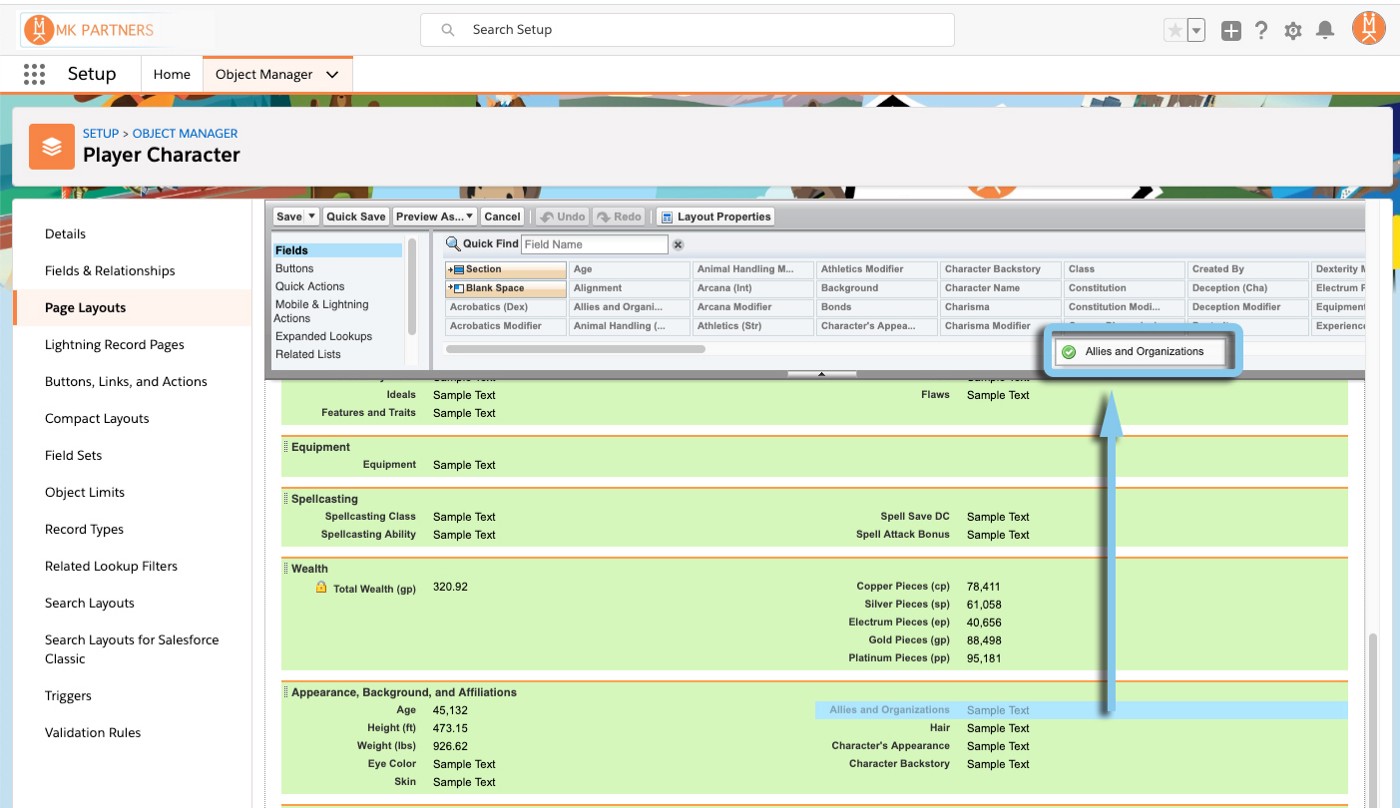 MK PARTNERS
Search Setup
Setup
Home
Object Manager
SETUP > OBJECT MANAGER
Player Character
Details
Fields & Relationships
Page Layouts
Lightning Record Pages
Buttons, Links, and Actions
Compact Layouts
Field Sets
Object Limits
Record Types
Related Lookup Filters
Search Layouts
Search Layouts for Salesforce
Classic
Triggers
Validation Rules
Save Quick Save Preview As... Cancel Undo Redo Layout Properties
Fields
Buttons
Quick Actions
Mobile & Lightning
Actions
Expanded Lookups
Related Lists
Quick Find Field Name
Section Age Animal Handling M... Athletics Modifier Character Backstory Class Created By Dexterity M
Blank Space Alignment Arcana (Int) Background Character Name Constitution Deception (Cha) Electrum F
Acrobatics (Dex) Allies and Organi... Arcana Modifier Bonds Charisma Constitution Modi... Deception Modifier Equipment
Acrobatics Modifier Animal Handling (... Athletics (Str) Character's Appea... Charisma Modifier Experience
Allies and Organizations
Sample Text Sample Text
Ideals Sample Text Flaws Sample Text
Features and Traits Sample Text
Equipment
Equipment Sample Text
Spellcasting
Spellcasting Class Sample Text Spell Save DC Sample Text
Spellcasting Ability Sample Text Spell Attack Bonus Sample Text
Wealth
Total Wealth (gp) 320.92 Copper Pieces (cp) 78,411
Silver Pieces (sp) 61,058
Electrum Pieces (ep) 40,656
Gold Pieces (gp) 88,498
Platinum Pieces (pp) 95,181
Appearance, Background, and Affiliations
Age 45,132 Allies and Organizations Sample Text
Height (ft) 473.15 Hair Sample Text
Weight (lbs) 926.62 Character's Appearance Sample Text
Eye Color Sample Text Character Backstory Sample Text
Skin Sample Text